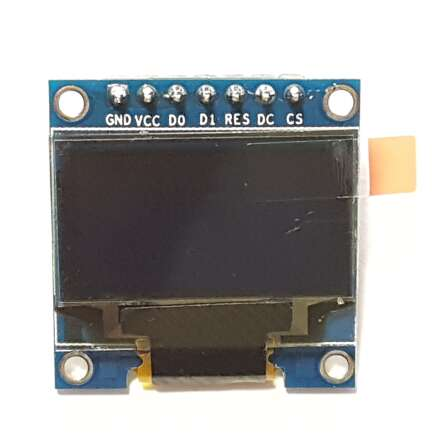 GND VCC D0 D1 RES DC CS